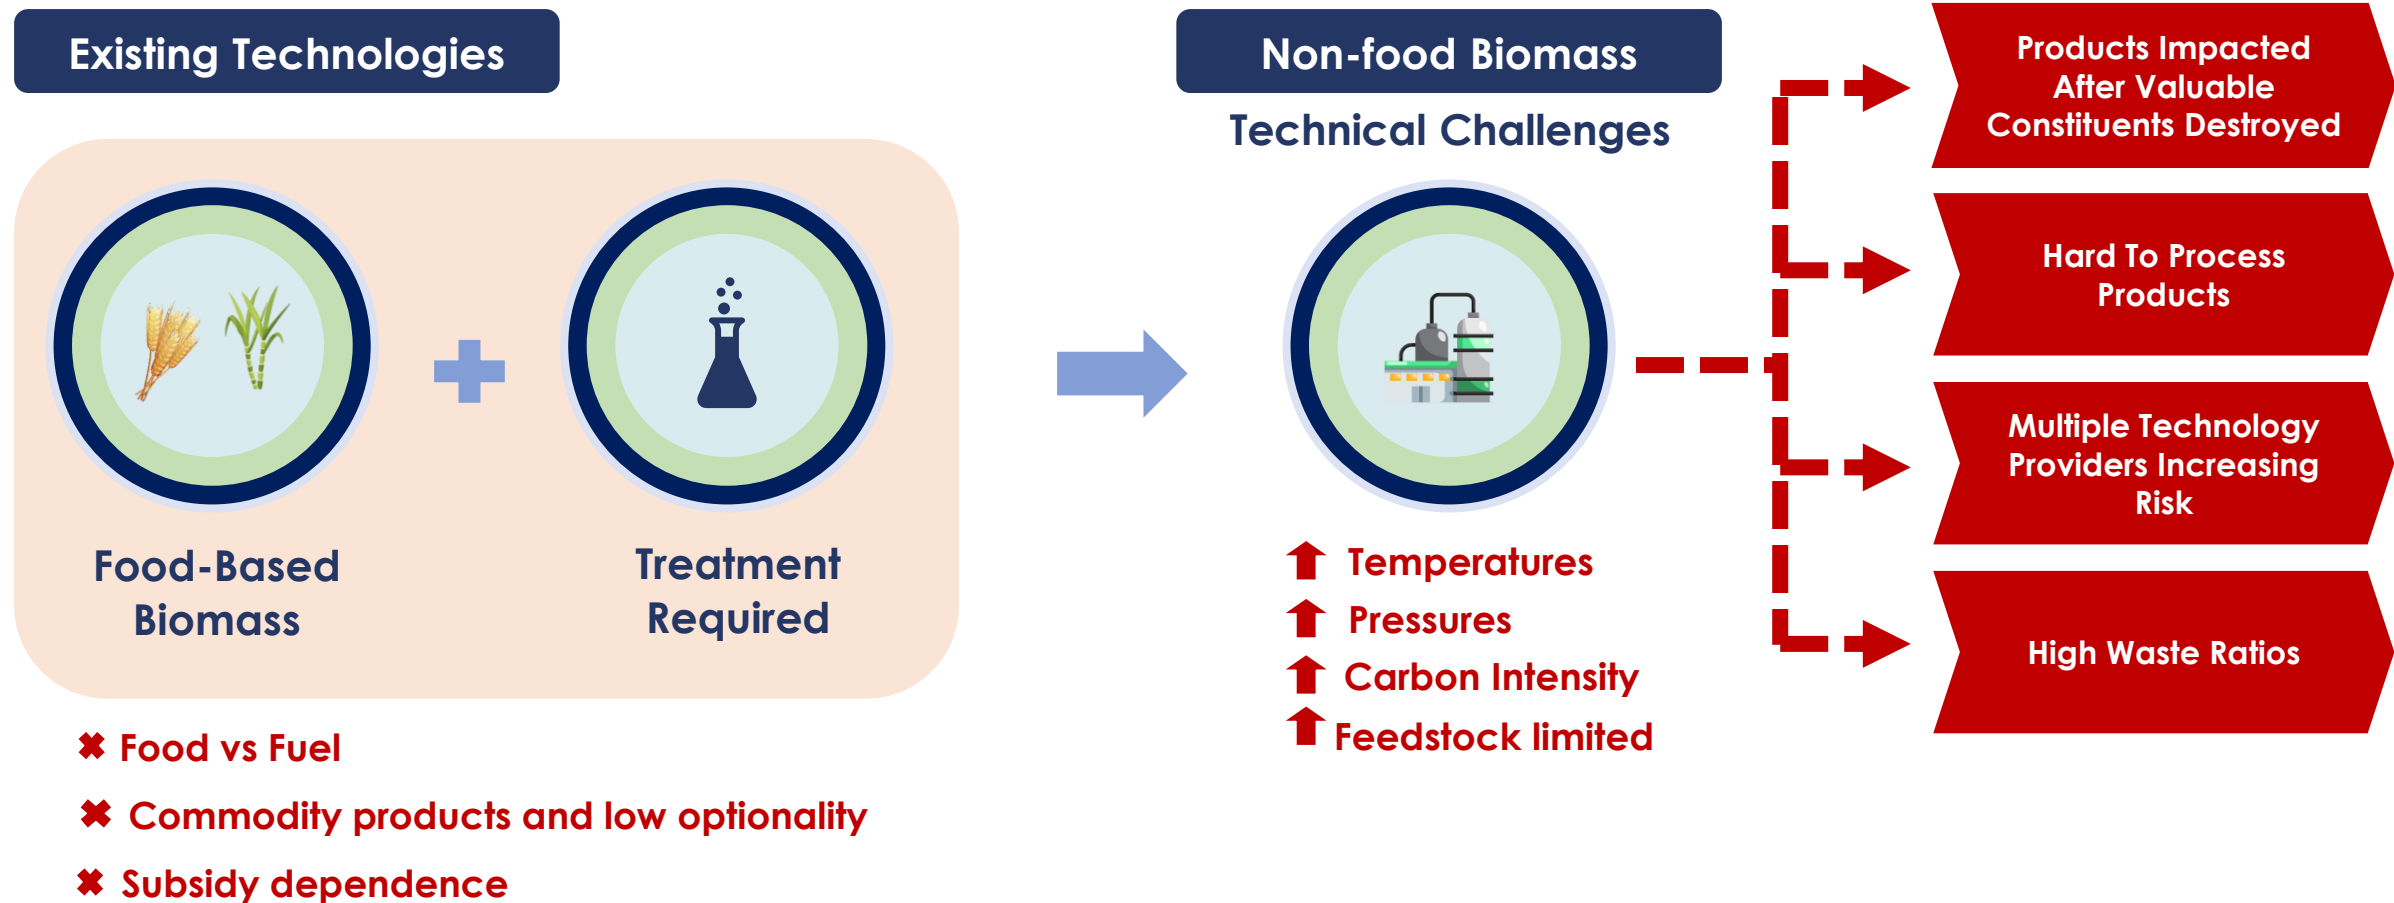 Existing Technologies
Food-Based
Biomass
Treatment
Required
✖ Food vs Fuel
✖ Commodity products and low optionality
✖ Subsidy dependence
Non-food Biomass
Technical Challenges
Temperatures
Pressures
Carbon Intensity
Feedstock limited
Products Impacted
After Valuable
Constituents Destroyed
Hard To Process
Products
Multiple Technology
Providers Increasing
Risk
High Waste Ratios